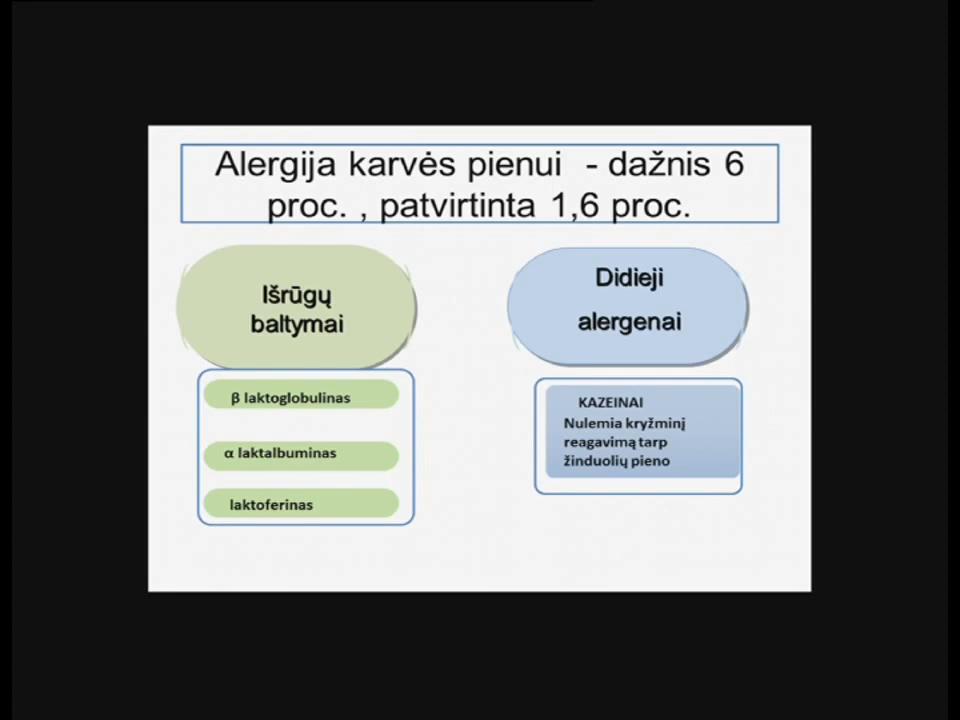 Alergija karvės pienui - dažnis 6
proc. , patvirtinta 1,6 proc.
Išrūgų
baltymai
β laktoglobulinas
α laktalbuminas
laktoferinas
Didieji
alergenai
KAZEINAI
Nulemia kryžminį
reagavimą tarp
žinduolių pieno